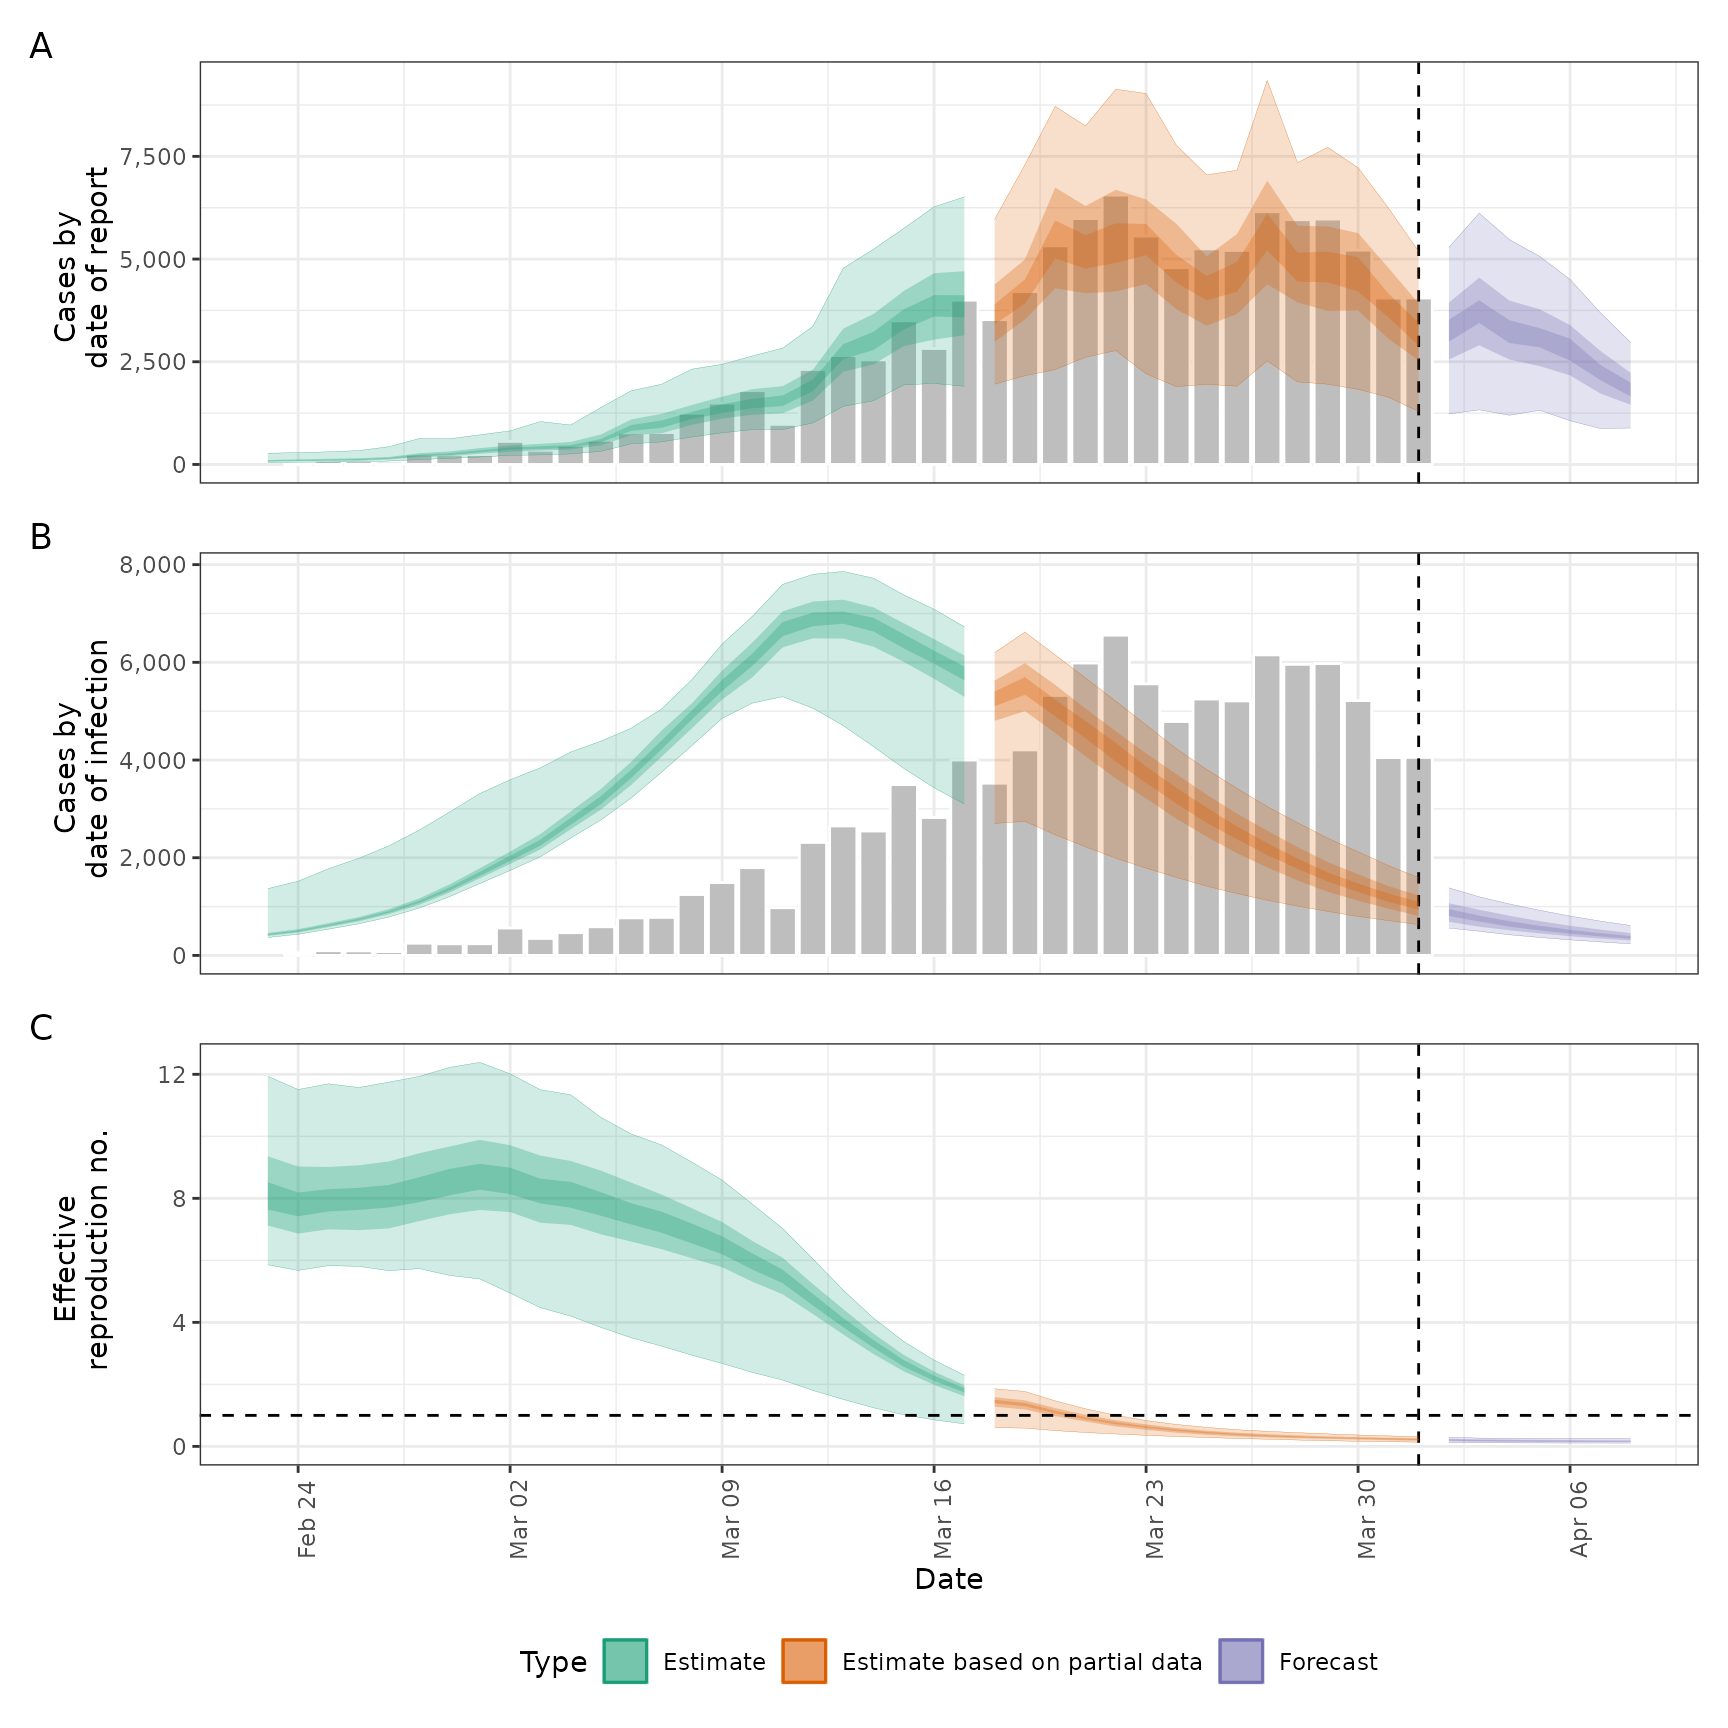 A
7,500
5,000
2,500
0
Cases by
date of report
B
8,000
6,000
4,000
2,000
0
Cases by
date of infection
C
12
8
4
0
Effective
reproduction no.
Feb 24
Mar 02
Mar 09
Mar 16
Mar 23
Mar 30
Apr 06
Date
Type Estimate Estimate based on partial data Forecast